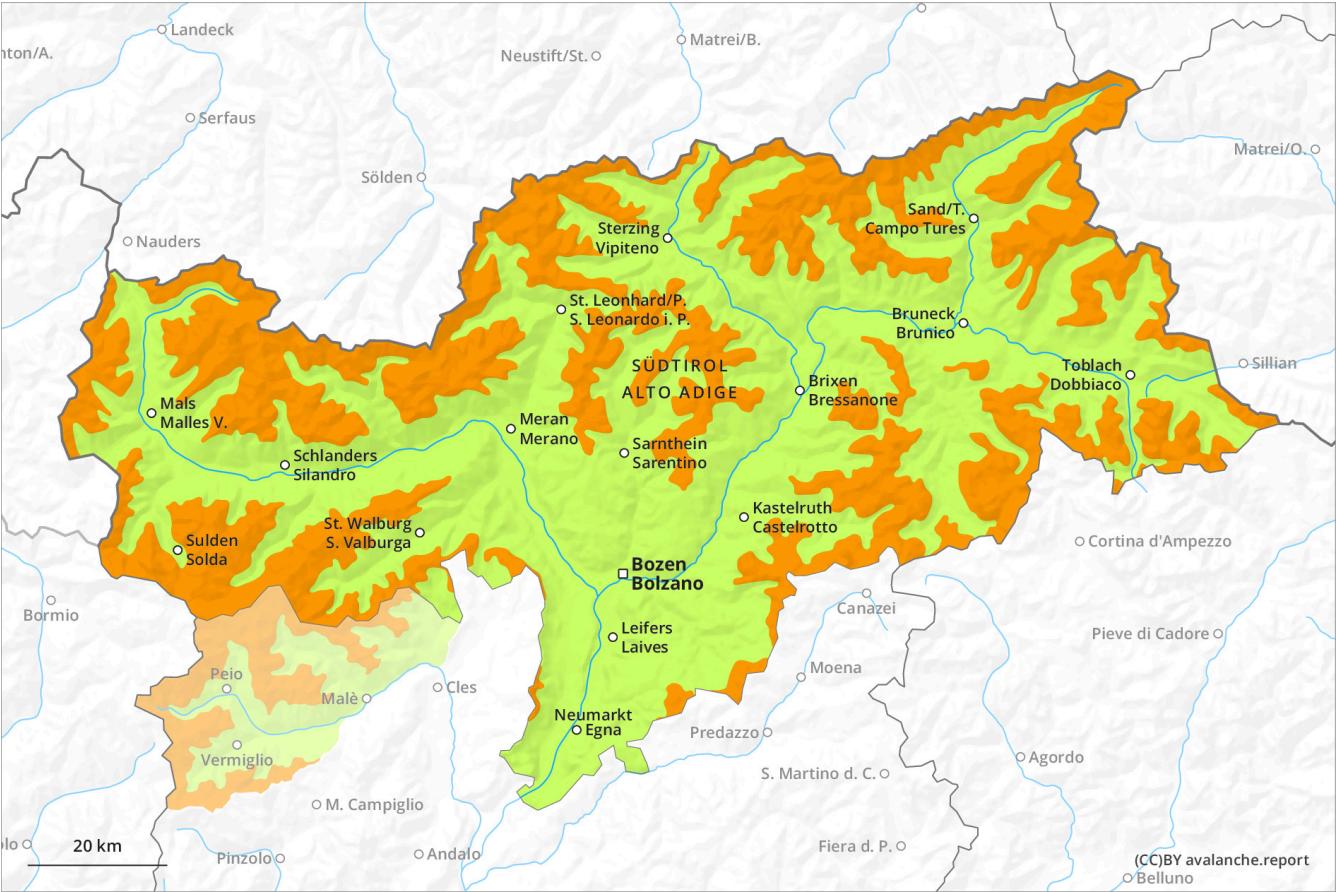 Landeck
nton/A.
Neustift/St.
Matrei/B.
Serfaus
Matrei/O.
Sölden
Sand/T.
Campo Tures
Nauders
Sterzing
Vipiteno
St. Leonhard/P.
S. Leonardo i. P.
Bruneck
Brunico
SÜDTIROL
ALTO ADIGE
Toblach
Dobbiaco
Sillian
Brixen
Bressanone
Mals
Malles V.
Meran
Merano
Sarnthein
Sarentino
Schlanders
Silandro
Kastelruth
Castelrotto
St. Walburg
S. Valburga
Sulden
Solda
Cortina d'Ampezzo
Bozen
Bolzano
Bormio
Canazei
Leifers
Laives
Pieve di Cadore
Peio
Moena
Malè
Cles
Neumarkt
Egna
Predazzo
Vermiglio
Agordo
S. Martino d. C.
M. Campiglio
20 km
lo
Pinzolo
Andalo
Fiera d. P.
(CC)BY avalanche.report
Belluno